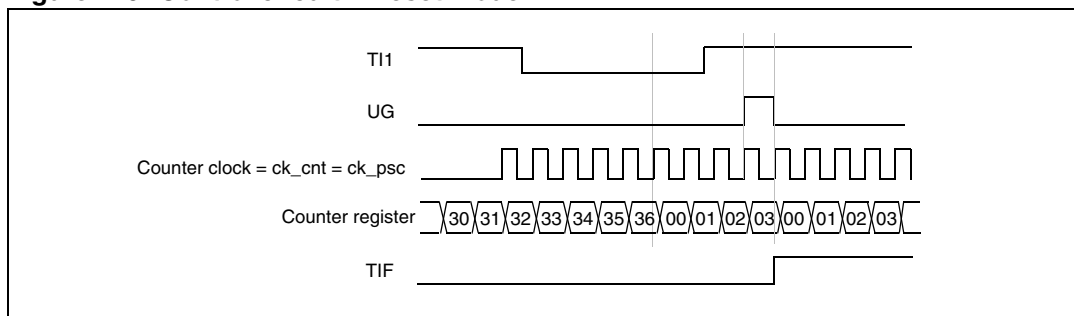 TI1
UG
Counter clock = ck_cnt = ck_psc
Counter register 30 31 32 33 34 35 36 00 01 02 03 00 01 02 03
TIF